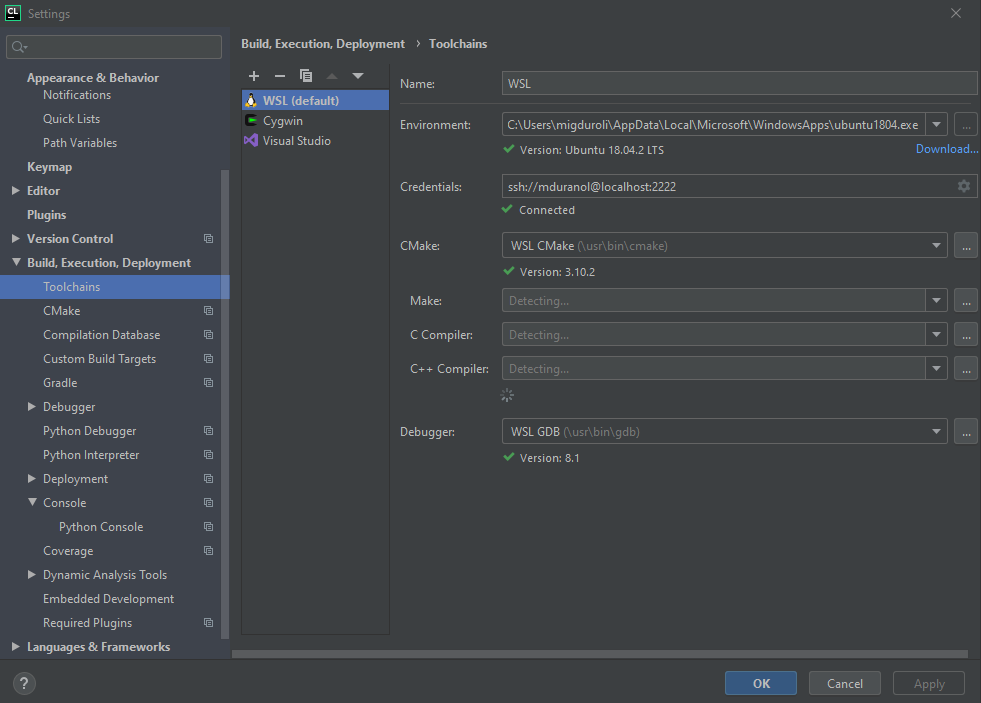 CL Settings
Build, Execution, Deployment › Toolchains
Appearance & Behavior
Notifications
Quick Lists
Path Variables
Keymap
Editor
Plugins
Version Control
Build, Execution, Deployment
Toolchains
CMake
Compilation Database
Custom Build Targets
Gradle
Debugger
Python Debugger
Python Interpreter
Deployment
Console
Python Console
Coverage
Dynamic Analysis Tools
Embedded Development
Required Plugins
Languages & Frameworks
WSL (default)
Cygwin
Visual Studio
Name: WSL
Environment: C:\Users\migduroli\AppData\Local\Microsoft\WindowsApps\ubuntu1804.exe ...
Version: Ubuntu 18.04.2 LTS Download...
Credentials: ssh://mduranol@localhost:2222
Connected
CMake: WSL CMake (\usr\bin\cmake) ...
Version: 3.10.2
Make: Detecting... ...
C Compiler: Detecting... ...
C++ Compiler: Detecting... ...
Debugger: WSL GDB (\usr\bin\gdb) ...
Version: 8.1
? OK Cancel Apply